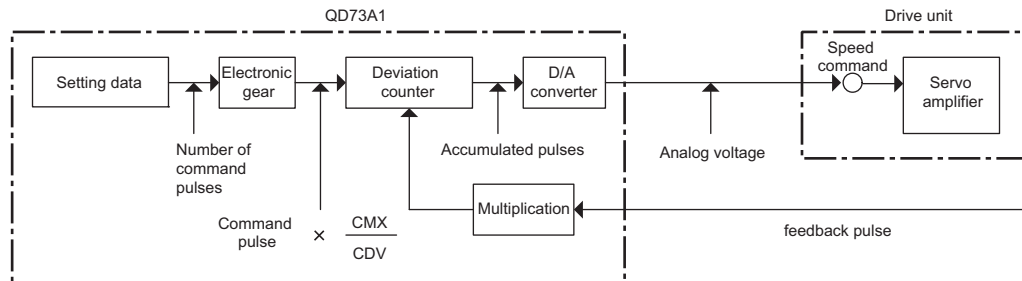 QD73A1
Drive unit
Setting data
Electronic
gear
Deviation
counter
D/A
converter
Speed
command
Servo
amplifier
Number of
command
pulses
Accumulated pulses
Analog voltage
Command
pulse
×
CMX
CDV
Multiplication
feedback pulse